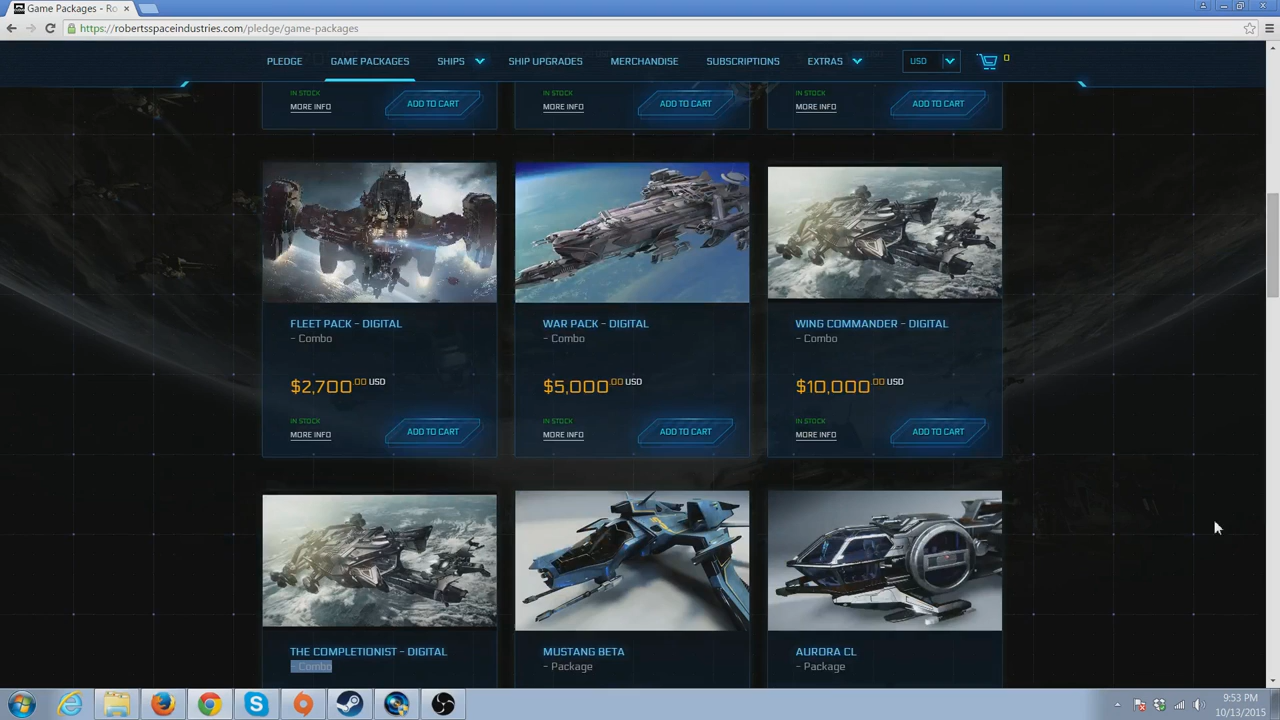 Game Packages - Ro
https://robertsspaceindustries.com/pledge/game-packages
PLEDGE GAME PACKAGES SHIPS SHIP UPGRADES MERCHANDISE SUBSCRIPTIONS EXTRAS USD 0
IN STOCK IN STOCK IN STOCK
MORE INFO ADD TO CART MORE INFO ADD TO CART MORE INFO ADD TO CART
FLEET PACK - DIGITAL WAR PACK - DIGITAL WING COMMANDER - DIGITAL
- Combo - Combo - Combo
$2,700.00 USD $5,000.00 USD $10,000.00 USD
IN STOCK IN STOCK IN STOCK
MORE INFO ADD TO CART MORE INFO ADD TO CART MORE INFO ADD TO CART
THE COMPLETIONIST - DIGITAL MUSTANG BETA AURORA CL
- Combo - Package - Package
9:53 PM
10/13/2015